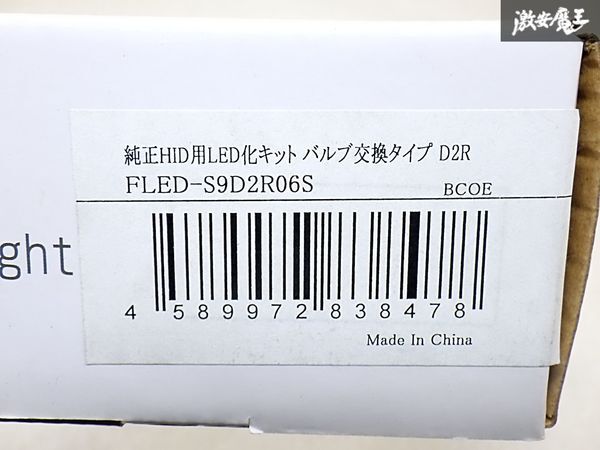 激安魔王
純正HID用LED化キット バルブ交換タイプ D2R
FLED-S9D2R06S
BCOE
ght
4 589972 838478
Made In China